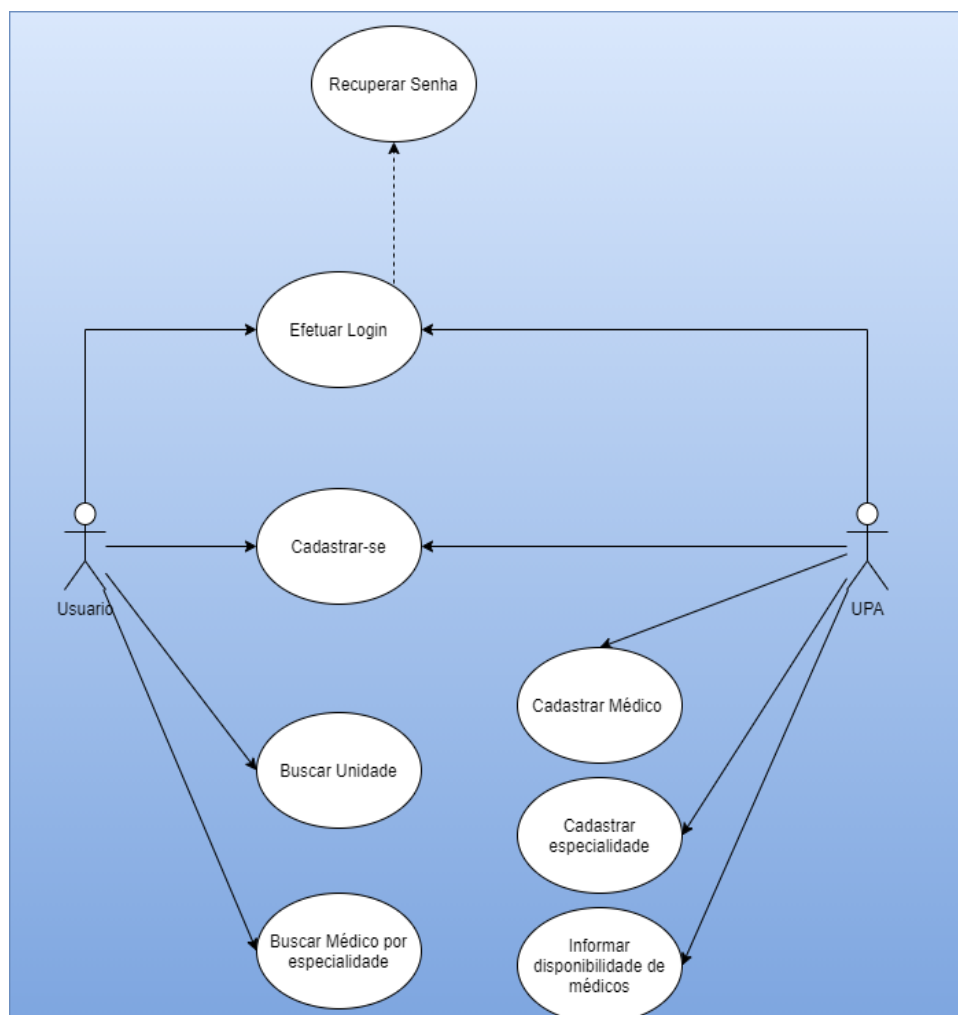 Recuperar Senha
Efetuar Login
Cadastrar-se
Usuario
UPA
Cadastrar Médico
Buscar Unidade
Cadastrar
especialidade
Buscar Médico por
especialidade
Informar
disponibilidade de
médicos